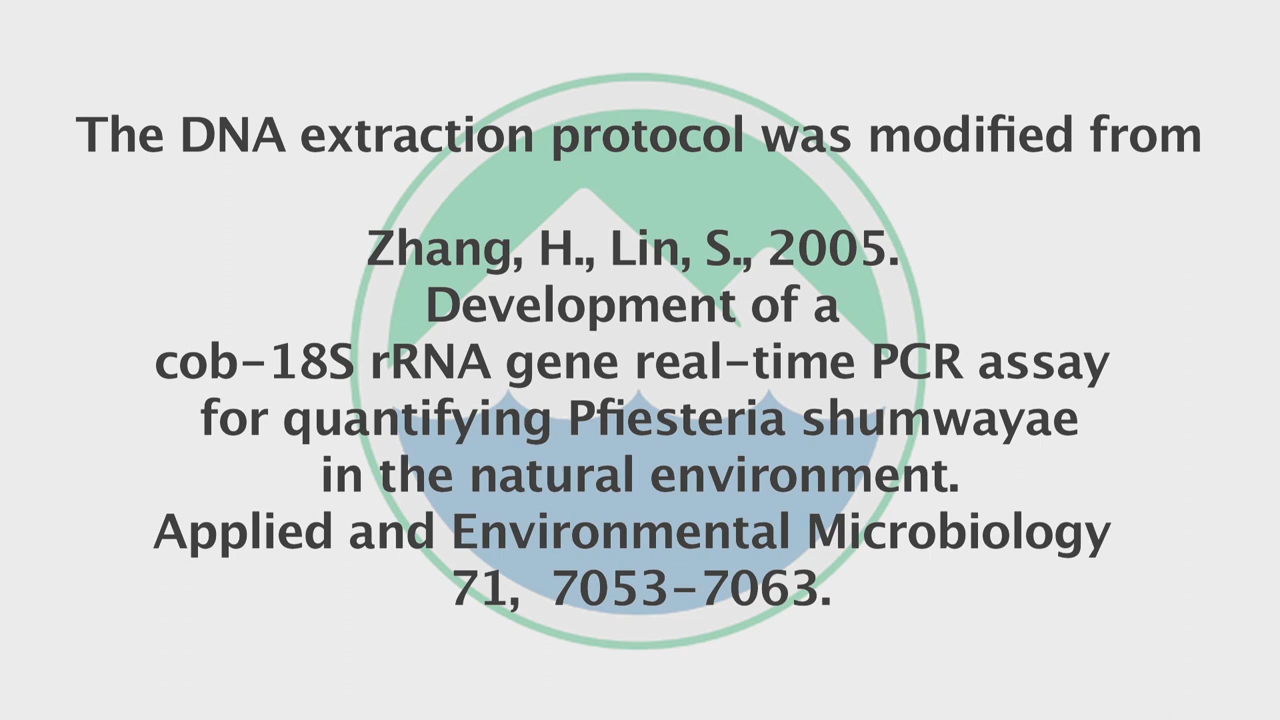 The DNA extraction protocol was modified from
Zhang, H., Lin, S., 2005.
Development of a
cob-18S rRNA gene real-time PCR assay
for quantifying Pfiesteria shumwayae
in the natural environment.
Applied and Environmental Microbiology
71, 7053-7063.